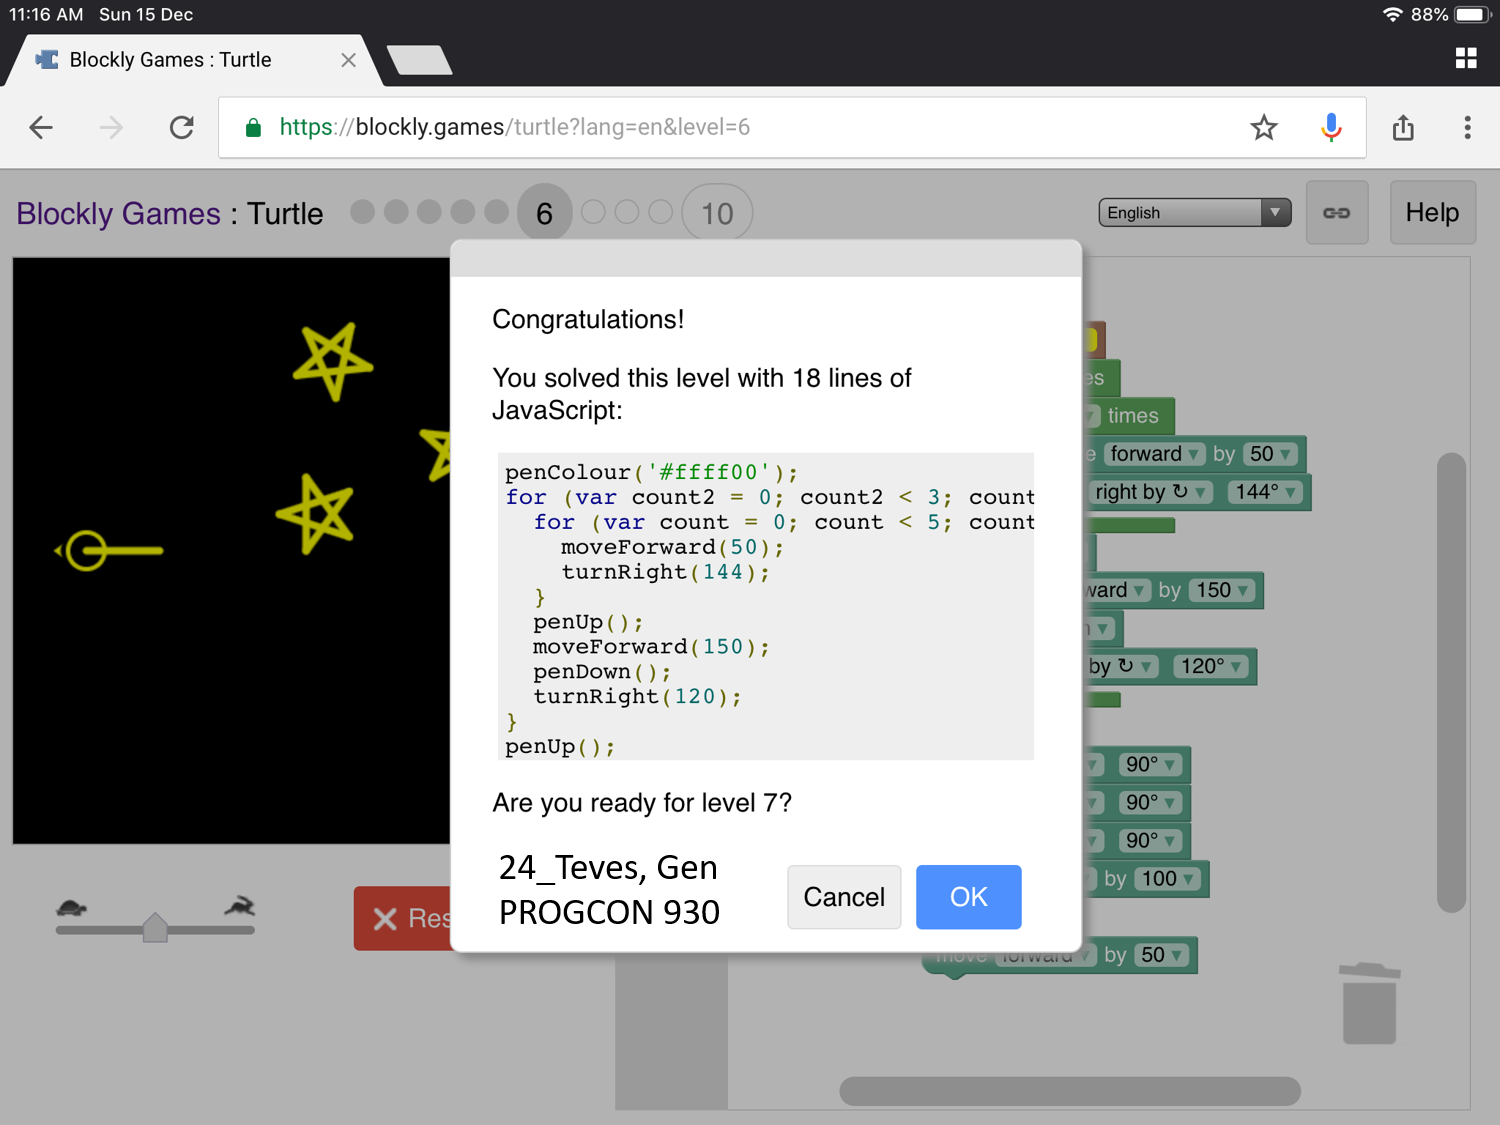 11:16 AM Sun 15 Dec
88%
Blockly Games : Turtle
https://blockly.games/turtle?lang=en&level=6
Blockly Games : Turtle
6
10
English
Help
Congratulations!
You solved this level with 18 lines of
JavaScript:
penColour('#ffff00');
for (var count2 = 0; count2 < 3; count
for (var count = 0; count < 5; count
moveForward(50);
turnRight(144);
}
penUp();
moveForward(150);
penDown();
turnRight(120);
}
penUp();
Are you ready for level 7?
24_Teves, Gen
PROGCON 930
Cancel
OK
Res
es
times
forward by 50
right by ↻ 144°
ward by 150
by ↻ 120°
90°
90°
90°
by 100
move forward by 50